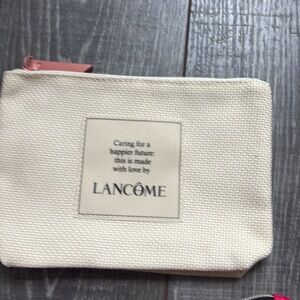 Caring for a
happier future:
this is made
with love by
LANCÔME